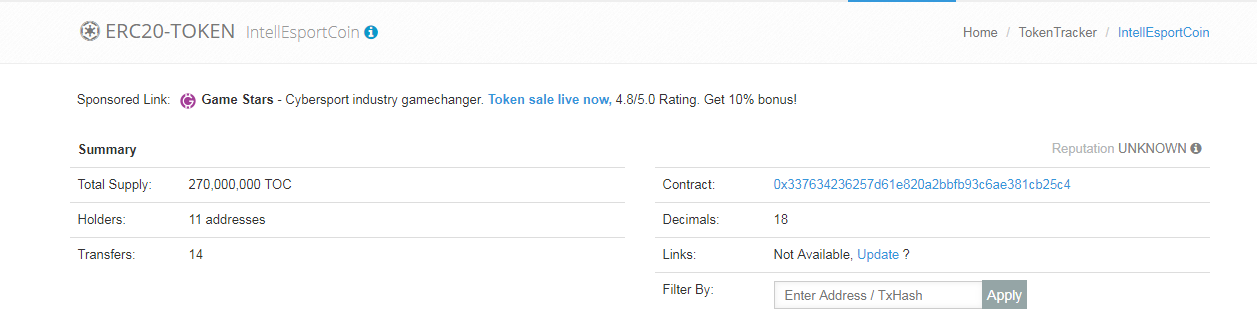 ERC20-TOKEN IntellEsportCoin
Home / TokenTracker / IntellEsportCoin
Sponsored Link: Game Stars - Cybersport industry gamechanger. Token sale live now, 4.8/5.0 Rating. Get 10% bonus!
Summary
Reputation UNKNOWN
Total Supply: 270,000,000 TOC
Holders: 11 addresses
Transfers: 14
Contract: 0x337634236257d61e820a2bbfb93c6ae381cb25c4
Decimals: 18
Links: Not Available, Update ?
Filter By: Enter Address / TxHash Apply